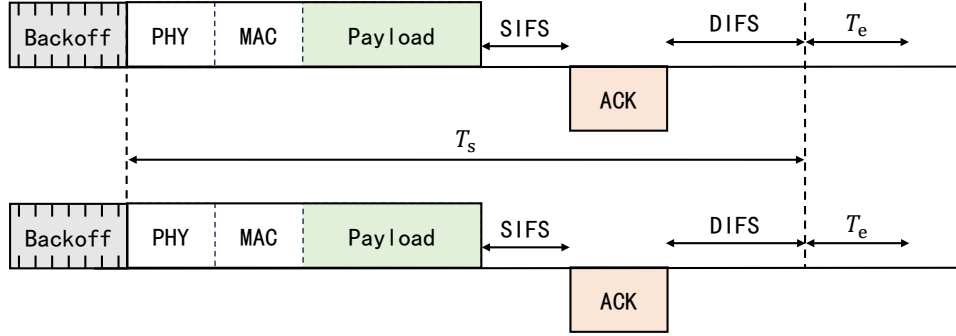 Backoff PHY MAC Payload SIFS DIFS Tₑ
ACK
Tₛ
Backoff PHY MAC Payload SIFS DIFS Tₑ
ACK